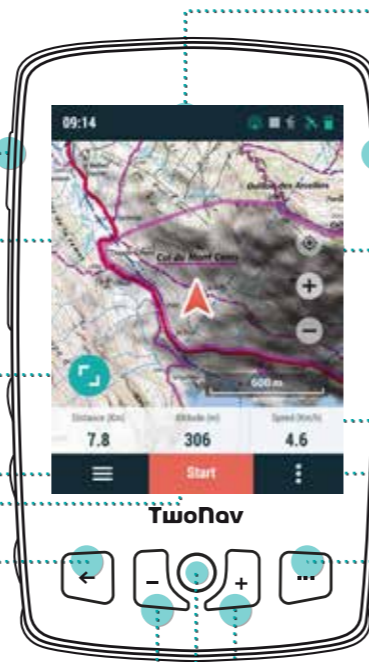 09:14
Col du Mont Cenis
600 m
Distance (Km) Altitude (m) Speed (Km/h)
7.8 306 4.6
Start
TwoNav